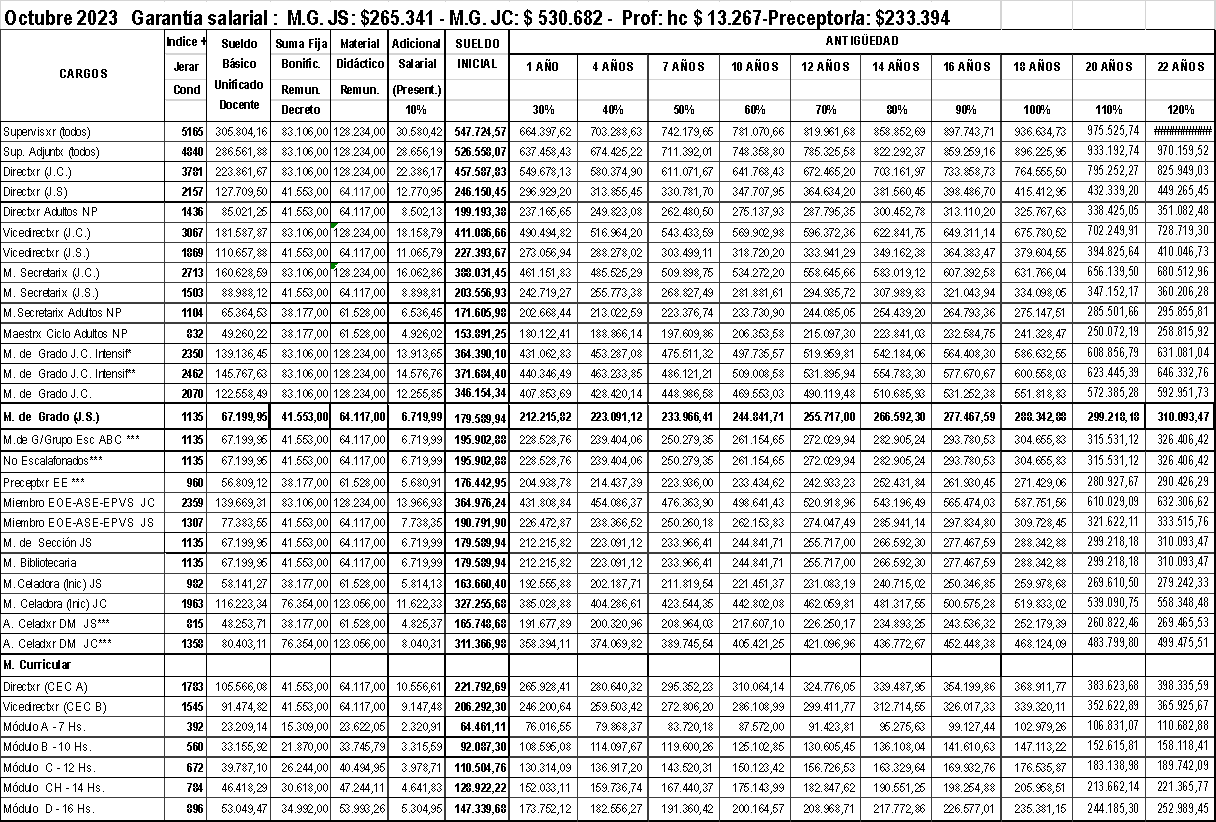 Octubre 2023 Garantía salarial : M.G. JS: $265.341 - M.G. JC: $ 530.682 - Prof: hc $ 13.267-Preceptor/a: $233.394
CARGOS Indice + Jerar Cond Sueldo Básico Unificado Docente Suma Fija Bonific. Remun. Decreto Material Didáctico Remun. Adicional Salarial (Present.) 10% SUELDO INICIAL ANTIGÜEDAD
1 AÑO 4 AÑOS 7 AÑOS 10 AÑOS 12 AÑOS 14 AÑOS 16 AÑOS 18 AÑOS 20 AÑOS 22 AÑOS
30% 40% 50% 60% 70% 80% 90% 100% 110% 120%
Supervisxr (todos) 5165 305.804,16 83.106,00 128.234,00 30.580,42 547.724,57 664.397,62 703.288,63 742.179,65 781.070,66 819.961,68 858.852,69 897.743,71 936.634,73 975.525,74
Sup. Adjuntx (todos) 4840 286.561,88 83.106,00 128.234,00 28.656,19 526.558,07 637.458,43 674.425,22 711.392,01 748.358,80 785.325,58 822.292,37 859.259,16 896.225,95 933.192,74 970.159,52
Directxr (J.C.) 3781 223.861,67 83.106,00 128.234,00 22.386,17 457.587,83 549.678,13 580.374,90 611.071,67 641.768,43 672.465,20 703.161,97 733.858,73 764.555,50 795.252,27 825.949,03
Directxr (J.S) 2157 127.709,50 41.553,00 64.117,00 12.770,95 246.150,45 296.929,20 313.855,45 330.781,70 347.707,95 364.634,20 381.560,45 398.486,70 415.412,95 432.339,20 449.265,45
Directxr Adultos NP 1436 85.021,25 41.553,00 64.117,00 8.502,13 199.193,38 237.165,65 249.823,08 262.480,50 275.137,93 287.795,35 300.452,78 313.110,20 325.767,63 338.425,05 351.082,48
Vicedirectxr (J.C.) 3067 181.587,87 83.106,00 128.234,00 18.158,79 411.086,66 490.494,82 516.964,20 543.433,59 569.902,98 596.372,36 622.841,75 649.311,14 675.780,52 702.249,91 728.719,30
Vicedirectxr (J.S.) 1869 110.657,88 41.553,00 64.117,00 11.065,79 227.393,67 273.056,94 288.278,02 303.499,11 318.720,20 333.941,29 349.162,38 364.383,47 379.604,55 394.825,64 410.046,73
M. Secretarix (J.C.) 2713 160.628,59 83.106,00 128.234,00 16.062,86 388.031,45 461.151,83 485.525,29 509.898,75 534.272,20 558.645,66 583.019,12 607.392,58 631.766,04 656.139,50 680.512,96
M. Secretarix (J.S.) 1503 88.988,12 41.553,00 64.117,00 8.898,81 203.556,93 242.719,27 255.773,38 268.827,49 281.881,61 294.935,72 307.989,83 321.043,94 334.098,05 347.152,17 360.206,28
M.Secretarix Adultos NP 1104 65.364,53 38.177,00 61.528,00 6.536,45 171.605,98 202.668,44 213.022,59 223.376,74 233.730,90 244.085,05 254.439,20 264.793,36 275.147,51 285.501,66 295.855,81
Maestrx Ciclo Adultos NP 832 49.260,22 38.177,00 61.528,00 4.926,02 153.891,25 180.122,41 188.866,14 197.609,86 206.353,58 215.097,30 223.841,03 232.584,75 241.328,47 250.072,19 258.815,92
M. de Grado J.C. Intensif* 2350 139.136,45 83.106,00 128.234,00 13.913,65 364.390,10 431.062,83 453.287,08 475.511,32 497.735,57 519.959,81 542.184,06 564.408,30 586.632,55 608.856,79 631.081,04
M. de Grado J.C. Intensif** 2462 145.767,63 83.106,00 128.234,00 14.576,76 371.684,40 440.346,49 463.233,85 486.121,21 509.008,58 531.895,94 554.783,30 577.670,67 600.558,03 623.445,39 646.332,76
M. de Grado J.C. 2070 122.558,49 83.106,00 128.234,00 12.255,85 346.154,34 407.853,69 428.420,14 448.986,58 469.553,03 490.119,48 510.685,93 531.252,38 551.818,83 572.385,28 592.951,73
M. de Grado (J.S.) 1135 67.199,95 41.553,00 64.117,00 6.719,99 179.589,94 212.215,82 223.091,12 233.966,41 244.841,71 255.717,00 266.592,30 277.467,59 288.342,88 299.218,18 310.093,47
M.de G/Grupo Esc ABC *** 1135 67.199,95 41.553,00 64.117,00 6.719,99 195.902,88 228.528,76 239.404,06 250.279,35 261.154,65 272.029,94 282.905,24 293.780,53 304.655,83 315.531,12 326.406,42
No Escalafonados*** 1135 67.199,95 41.553,00 64.117,00 6.719,99 195.902,88 228.528,76 239.404,06 250.279,35 261.154,65 272.029,94 282.905,24 293.780,53 304.655,83 315.531,12 326.406,42
Preceptxr EE *** 960 56.809,12 38.177,00 61.528,00 5.680,91 176.442,95 204.938,78 214.437,39 223.936,00 233.434,62 242.933,23 252.431,84 261.930,45 271.429,06 280.927,67 290.426,29
Miembro EOE-ASE-EPVS JC 2359 139.669,31 83.106,00 128.234,00 13.966,93 364.976,24 431.808,84 454.086,37 476.363,90 498.641,43 520.918,96 543.196,49 565.474,03 587.751,56 610.029,09 632.306,62
Miembro EOE-ASE-EPVS JS 1307 77.383,55 41.553,00 64.117,00 7.738,35 190.791,90 226.472,87 238.366,52 250.260,18 262.153,83 274.047,49 285.941,14 297.834,80 309.728,45 321.622,11 333.515,76
M. de Sección JS 1135 67.199,95 41.553,00 64.117,00 6.719,99 179.589,94 212.215,82 223.091,12 233.966,41 244.841,71 255.717,00 266.592,30 277.467,59 288.342,88 299.218,18 310.093,47
M. Bibliotecaria 1135 67.199,95 41.553,00 64.117,00 6.719,99 179.589,94 212.215,82 223.091,12 233.966,41 244.841,71 255.717,00 266.592,30 277.467,59 288.342,88 299.218,18 310.093,47
M.Celadora (Inic) JS 982 58.141,27 38.177,00 61.528,00 5.814,13 163.660,40 192.555,88 202.187,71 211.819,54 221.451,37 231.083,19 240.715,02 250.346,85 259.978,68 269.610,50 279.242,33
M. Celadora (Inic) JC 1963 116.223,34 76.354,00 123.056,00 11.622,33 327.255,68 385.028,88 404.286,61 423.544,35 442.802,08 462.059,81 481.317,55 500.575,28 519.833,02 539.090,75 558.348,48
A. Celadxr DM JS*** 815 48.253,71 38.177,00 61.528,00 4.825,37 165.748,68 191.677,89 200.320,96 208.964,03 217.607,10 226.250,17 234.893,25 243.536,32 252.179,39 260.822,46 269.465,53
A. Celadxr DM JC*** 1358 80.403,11 76.354,00 123.056,00 8.040,31 311.366,98 358.394,11 374.069,82 389.745,54 405.421,25 421.096,96 436.772,67 452.448,38 468.124,09 483.799,80 499.475,51
M. Curricular
Directxr (CEC A) 1783 105.566,08 41.553,00 64.117,00 10.556,61 221.792,69 265.928,41 280.640,32 295.352,23 310.064,14 324.776,05 339.487,95 354.199,86 368.911,77 383.623,68 398.335,59
Vicedirectxr (CEC B) 1545 91.474,82 41.553,00 64.117,00 9.147,48 206.292,30 246.200,64 259.503,42 272.806,20 286.108,99 299.411,77 312.714,55 326.017,33 339.320,11 352.622,89 365.925,67
Módulo A - 7 Hs. 392 23.209,14 15.309,00 23.622,05 2.320,91 64.461,11 76.016,55 79.868,37 83.720,18 87.572,00 91.423,81 95.275,63 99.127,44 102.979,26 106.831,07 110.682,88
Módulo B - 10 Hs. 560 33.155,92 21.870,00 33.745,79 3.315,59 92.087,30 108.595,08 114.097,67 119.600,26 125.102,85 130.605,45 136.108,04 141.610,63 147.113,22 152.615,81 158.118,41
Módulo C - 12 Hs. 672 39.787,10 26.244,00 40.494,95 3.978,71 110.504,76 130.314,09 136.917,20 143.520,31 150.123,42 156.726,53 163.329,64 169.932,76 176.535,87 183.138,98 189.742,09
Módulo CH - 14 Hs. 784 46.418,29 30.618,00 47.244,11 4.641,83 128.922,22 152.033,11 159.736,74 167.440,37 175.143,99 182.847,62 190.551,25 198.254,88 205.958,51 213.662,14 221.365,77
Módulo D - 16 Hs. 896 53.049,47 34.992,00 53.993,26 5.304,95 147.339,68 173.752,12 182.556,27 191.360,42 200.164,57 208.968,71 217.772,86 226.577,01 235.381,15 244.185,30 252.989,45